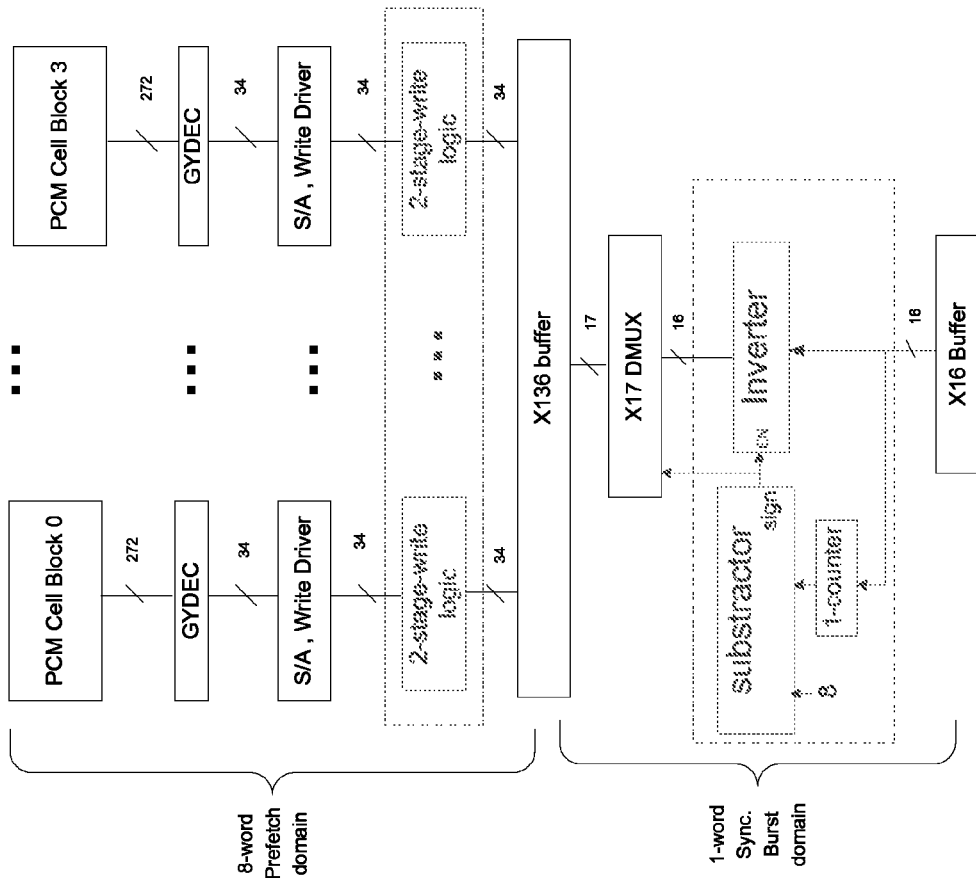 PCM Cell Block 0
PCM Cell Block 3
272
272
GYDEC
GYDEC
34
34
S/A , Write Driver
S/A , Write Driver
34
34
2-stage-write
logic
2-stage-write
logic
34
34
X136 buffer
17
X17 DMUX
16
substractor
sign
EN
Inverter
1-counter
8
16
X16 Buffer
8-word
Prefetch
domain
1-word
Sync.
Burst
domain